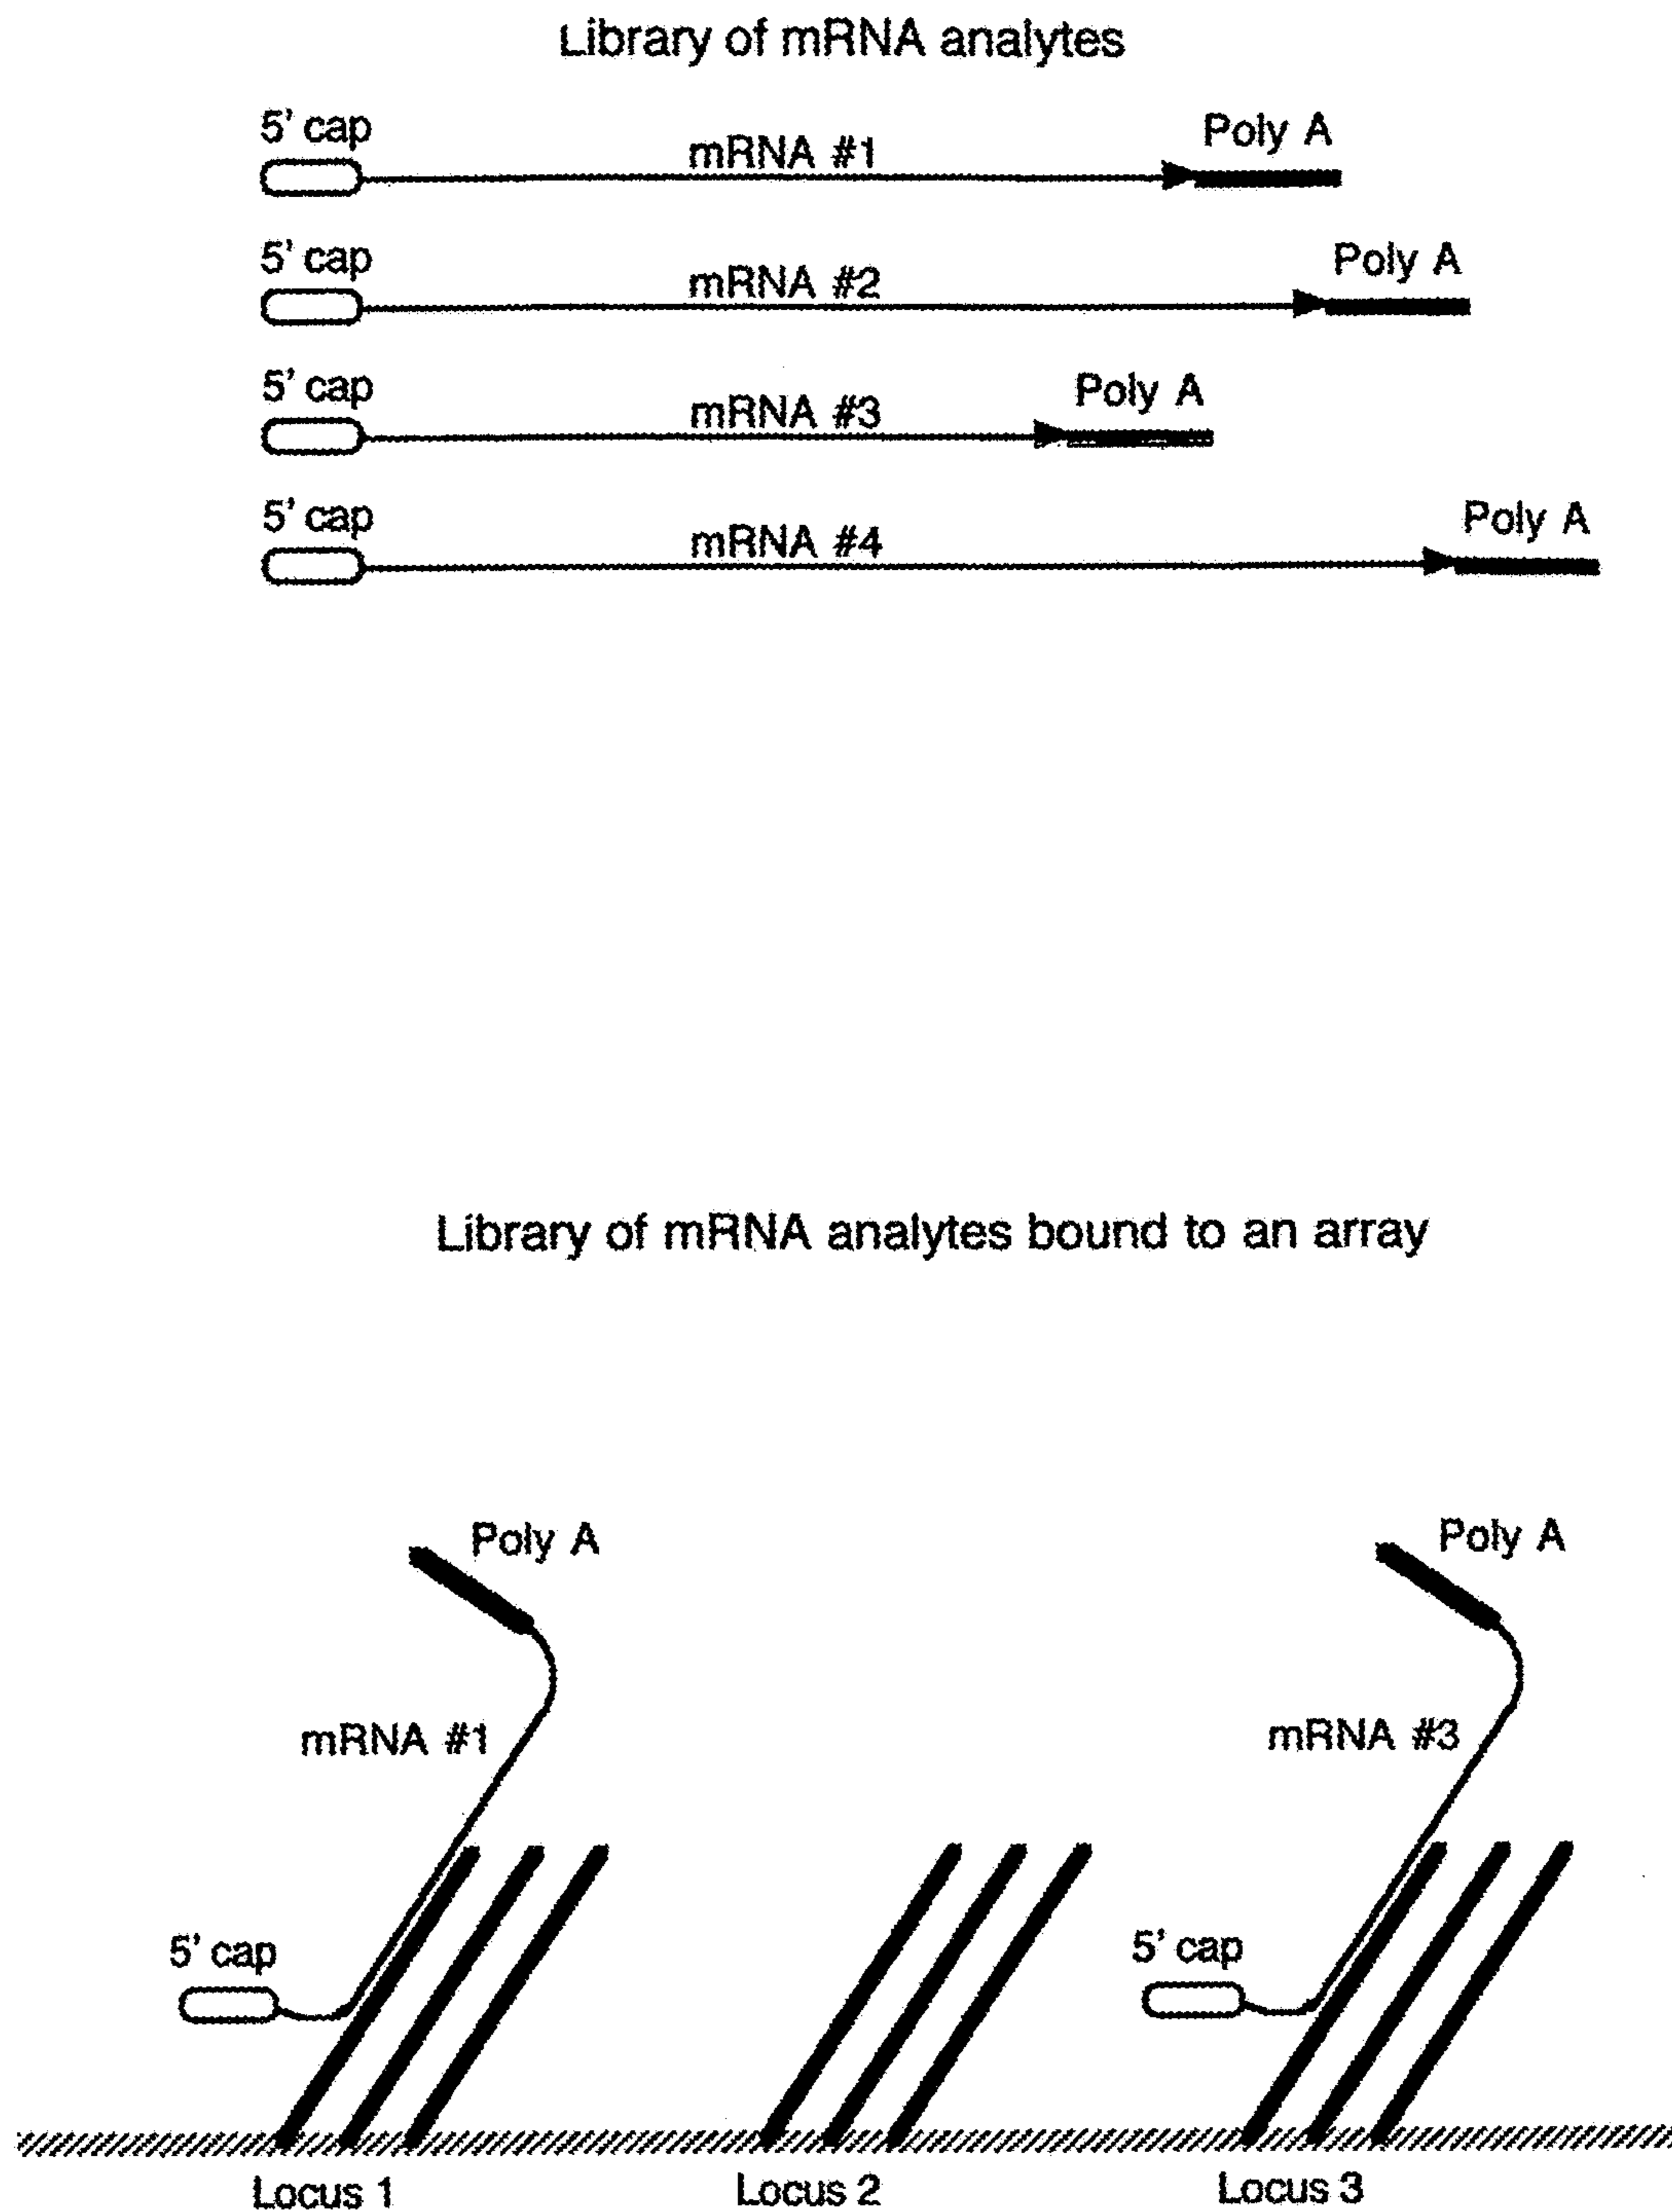 Library of mRNA analytes
5' cap
mRNA #1
Poly A
5' cap
mRNA #2
Poly A
5' cap
mRNA #3
Poly A
5' cap
mRNA #4
Poly A
Library of mRNA analytes bound to an array
Poly A
Poly A
mRNA #1
mRNA #3
5' cap
5' cap
Locus 1
Locus 2
Locus 3